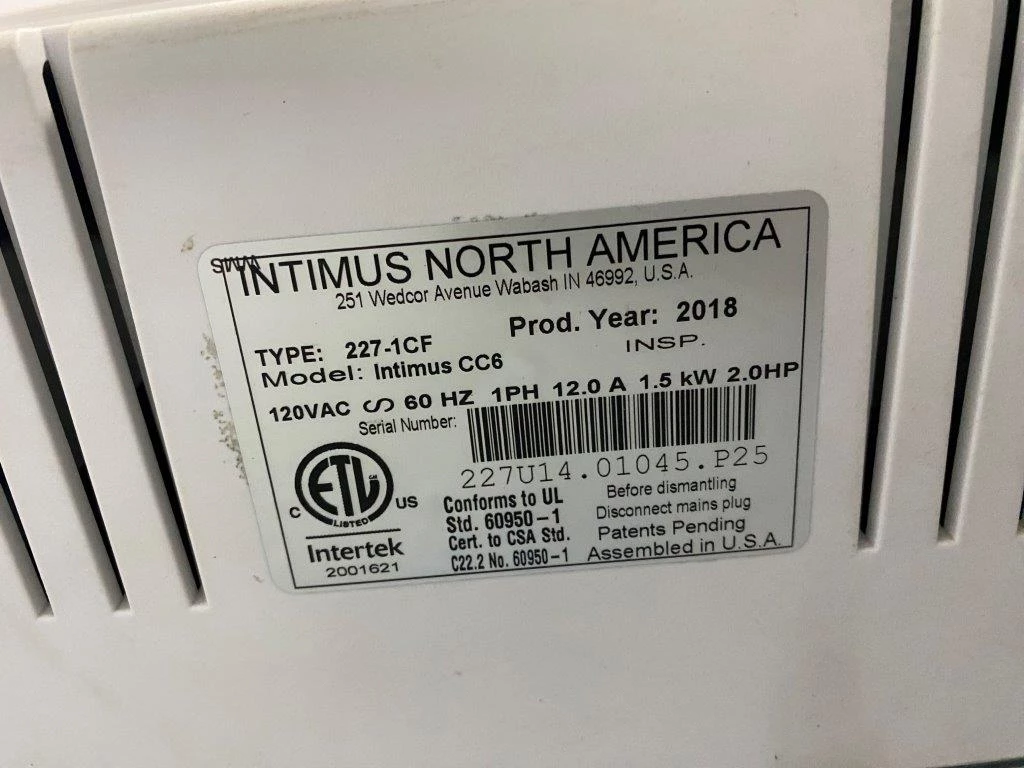 INTIMUS NORTH AMERICA
251 Wedcor Avenue Wabash IN 46992, U.S.A.
Prod. Year: 2018
TYPE: 227-1CF
INSP.
Model: Intimus CC6
120VAC 60 HZ 1PH 12.0 A 1.5 kW 2.0HP
Serial Number:
227U14.01045.P25
ETL
CM
LISTED
C US
Intertek
2001621
Conforms to UL
Std. 60950-1
Cert. to CSA Std.
C22.2 No. 60950-1
Before dismantling
Disconnect mains plug
Patents Pending
Assembled in U.S.A.